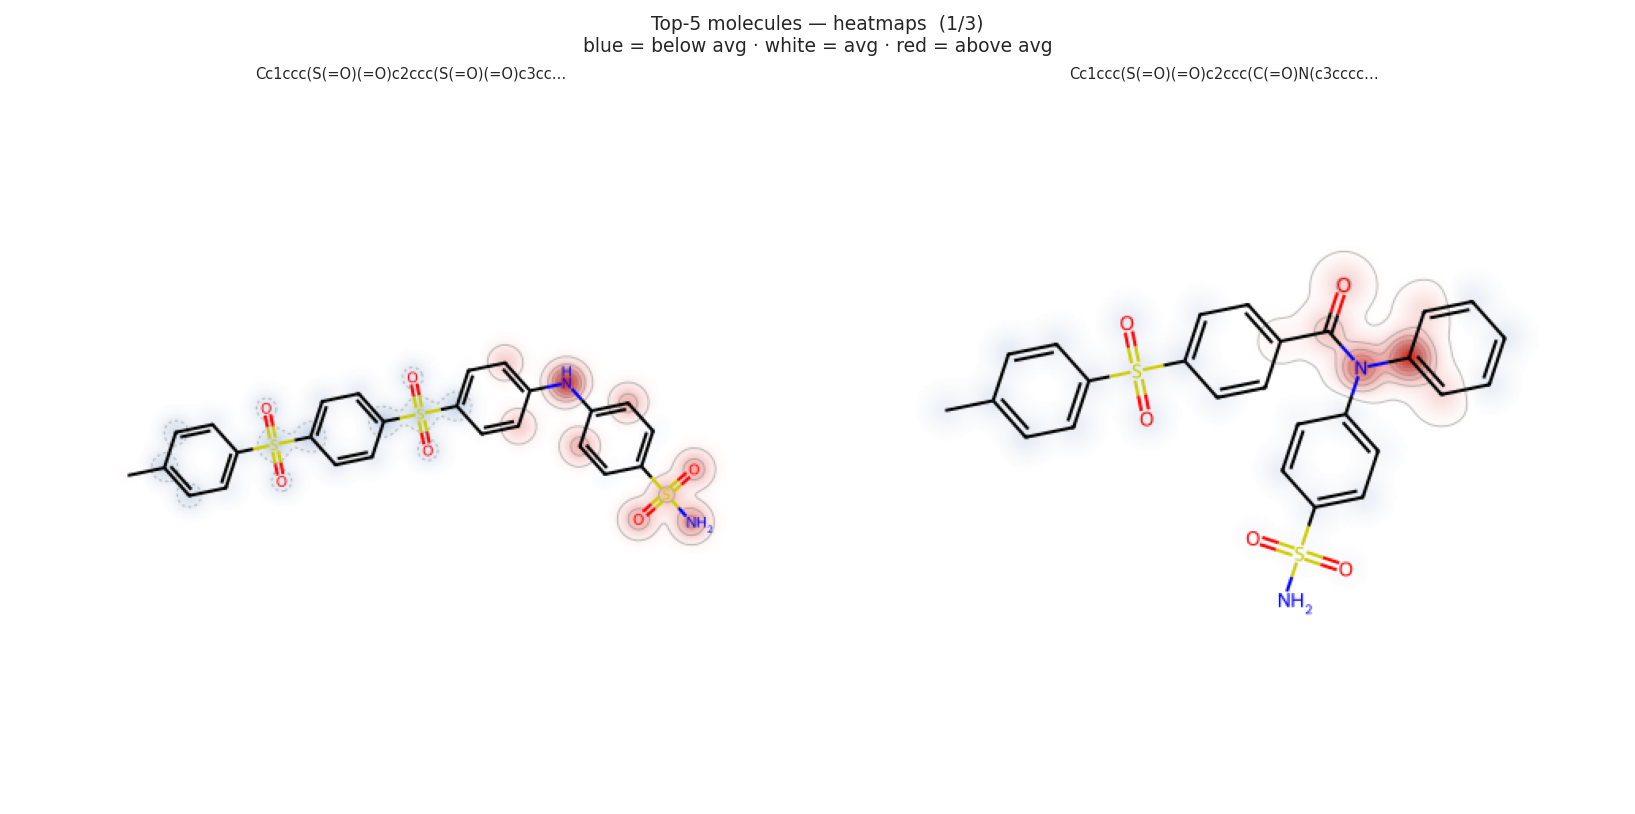 Top-5 molecules — heatmaps  (1/3)
blue = below avg · white = avg · red = above avg
Cc1ccc(S(=O)(=O)c2ccc(S(=O)(=O)c3cc...
Cc1ccc(S(=O)(=O)c2ccc(C(=O)N(c3cccc...
O
S
O
O
S
O
H
N
O
S
O
NH2
O
S
O
O
N
O
S
O
NH2